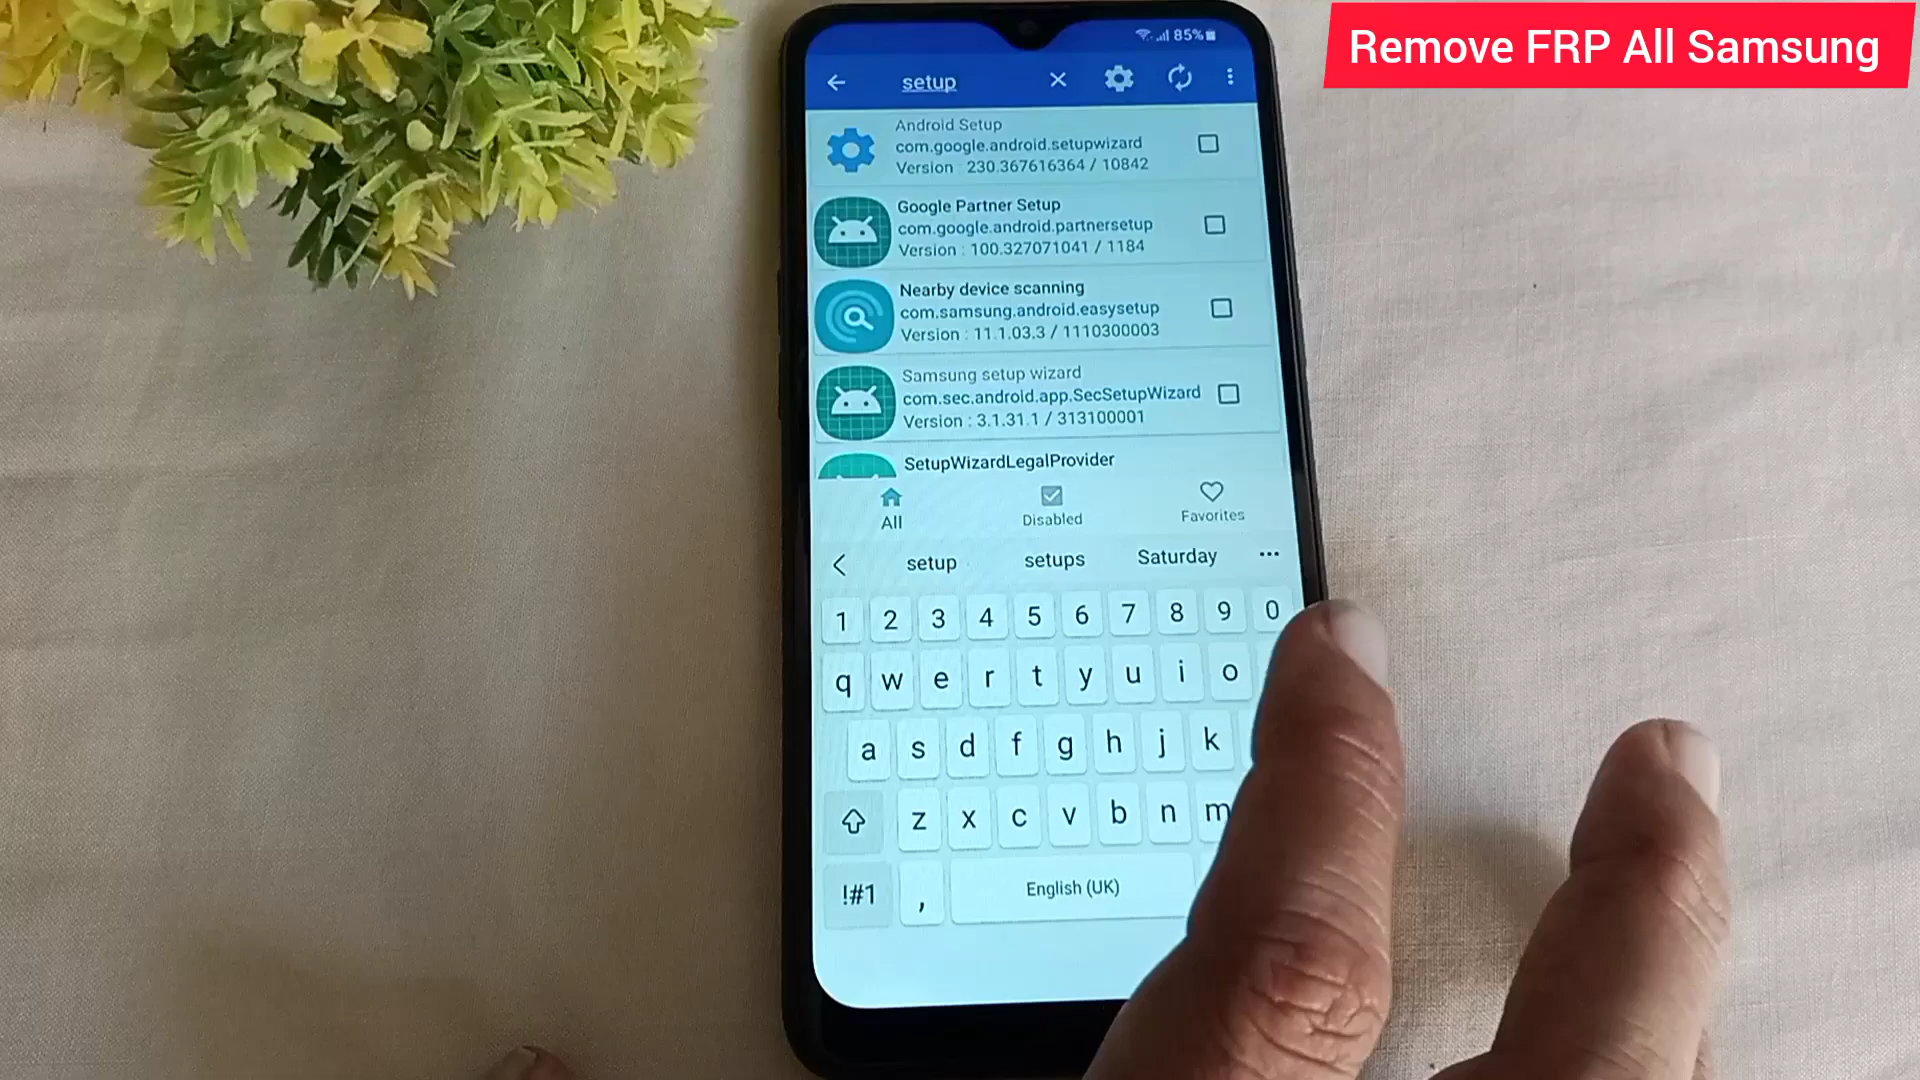 Remove FRP All Samsung
85%
setup
Android Setup
com.google.android.setupwizard
Version : 230.367616364 / 10842
Google Partner Setup
com.google.android.partnersetup
Version : 100.327071041 / 1184
Nearby device scanning
com.samsung.android.easysetup
Version : 11.1.03.3 / 1110300003
Samsung setup wizard
com.sec.android.app.SecSetupWizard
Version : 3.1.31.1 / 313100001
SetupWizardLegalProvider
All Disabled Favorites
setup setups Saturday
1 2 3 4 5 6 7 8 9 0
q w e r t y u i o
a s d f g h j k
z x c v b n m
!#1 , English (UK)